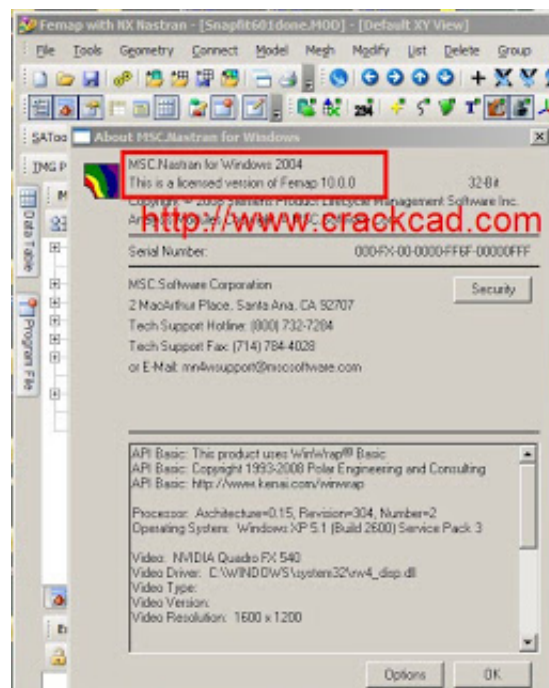 Femap with NX Nastran - [Snapfit601done.MOD] - [Default XY View]
File Tools Geometry Connect Model Mesh Modify List Delete Group
About MSC.Nastran for Windows
MSC.Nastran for Windows 2004
This is a licensed version of Femap 10.0.0
32-Bit
Copyright © Siemens Product Lifecycle Management Software Inc.
http://www.crackcad.com
Serial Number:
000-FX-00-0000-FF6F-00000FFF
MSC.Software Corporation
Security
2 MacArthur Place, Santa Ana, CA 92707
Tech Support Hotline: (800) 732-7284
Tech Support Fax: (714) 784-4028
or E-Mail: mn4wsupport@mscsoftware.com
Data Table
Program File
API Basic: This product uses WinWrap® Basic
API Basic: Copyright 1993-2008 Polar Engineering and Consulting
API Basic: http://www.kenai.com/winwrap
Processor: Architecture=0.15, Revision=304, Number=2
Operating System: Windows XP 5.1 (Build 2600) Service Pack 3
Video: NVIDIA Quadro FX 540
Video Driver: C:\WINDOWS\system32\nv4_disp.dll
Video Type:
Video Version:
Video Resolution: 1600 x 1200
Options
OK